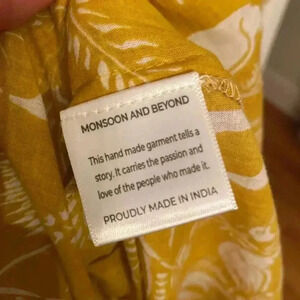 MONSOON AND BEYOND
This hand made garment tells a
story. It carries the passion and
love of the people who made it.
PROUDLY MADE IN INDIA